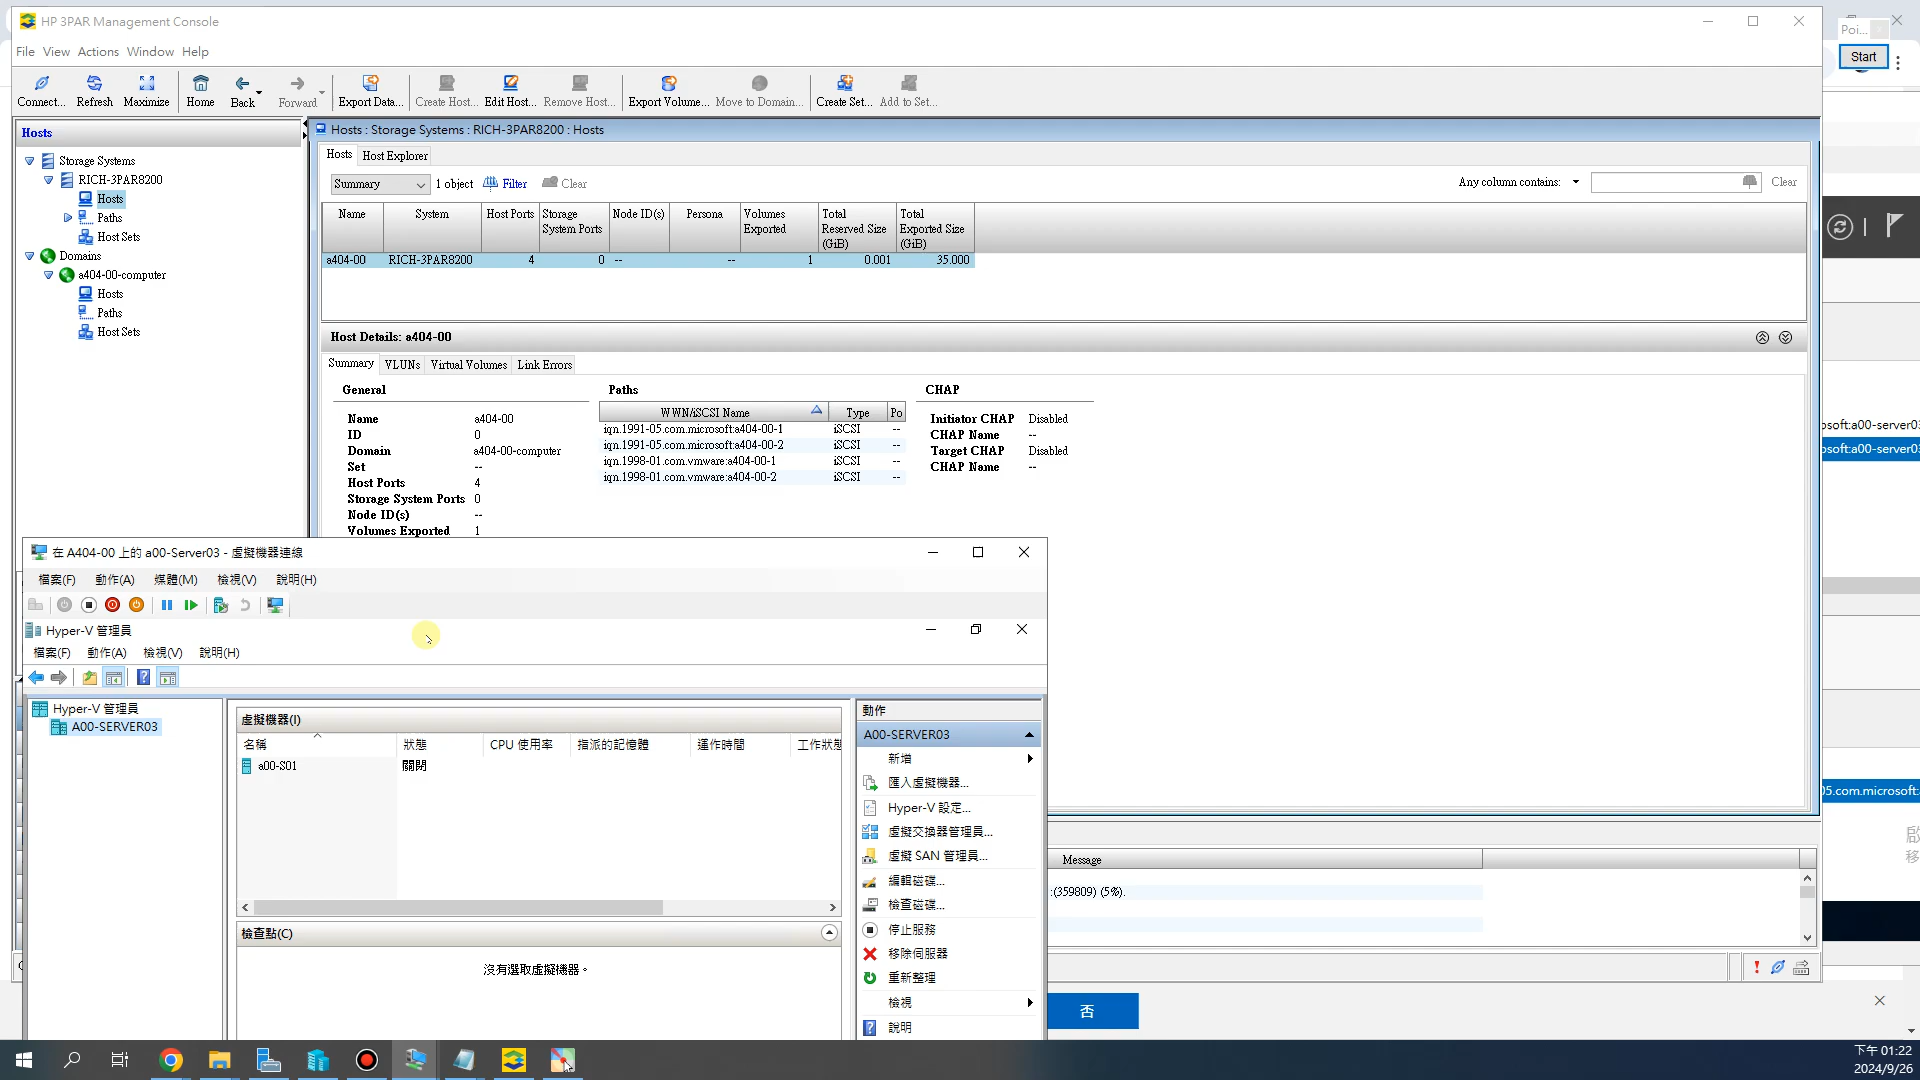 HP 3PAR Management Console
File View Actions Window Help
Poi...
Start
Connect... Refresh Maximize Home Back Forward Export Data... Create Host... Edit Host... Remove Host... Export Volume... Move to Domain... Create Set... Add to Set...
Hosts
Storage Systems
RICH-3PAR8200
Hosts
Paths
Host Sets
Domains
a404-00-computer
Hosts
Paths
Host Sets
Hosts : Storage Systems : RICH-3PAR8200 : Hosts
Hosts Host Explorer
Summary 1 object Filter Clear Any column contains: Clear
Name System Host Ports Storage System Ports Node ID(s) Persona Volumes Exported Total Reserved Size (GiB) Total Exported Size (GiB)
a404-00 RICH-3PAR8200 4 0 -- -- 1 0.001 35.000
Host Details: a404-00
Summary VLUNs Virtual Volumes Link Errors
General
Name a404-00
ID 0
Domain a404-00-computer
Set --
Host Ports 4
Storage System Ports 0
Node ID(s) --
Volumes Exported 1
Paths
WWN/iSCSI Name Type Po
iqn.1991-05.com.microsoft:a404-00-1 iSCSI --
iqn.1991-05.com.microsoft:a404-00-2 iSCSI --
iqn.1998-01.com.vmware:a404-00-1 iSCSI --
iqn.1998-01.com.vmware:a404-00-2 iSCSI --
CHAP
Initiator CHAP Disabled
CHAP Name --
Target CHAP Disabled
CHAP Name --
osoft:a00-server03
osoft:a00-server03
05.com.microsoft:
啟
移
在 A404-00 上的 a00-Server03 - 虛擬機器連線
檔案(F) 動作(A) 媒體(M) 檢視(V) 說明(H)
Hyper-V 管理員
檔案(F) 動作(A) 檢視(V) 說明(H)
Hyper-V 管理員
A00-SERVER03
虛擬機器(I)
名稱 狀態 CPU 使用率 指派的記憶體 運作時間 工作狀態
a00-S01 關閉
檢查點(C)
沒有選取虛擬機器。
動作
A00-SERVER03
新增
匯入虛擬機器...
Hyper-V 設定...
虛擬交換器管理員...
虛擬 SAN 管理員...
編輯磁碟...
檢查磁碟...
停止服務
移除伺服器
重新整理
檢視
說明
Message
:(359809) (5%).
否
下午 01:22
2024/9/26